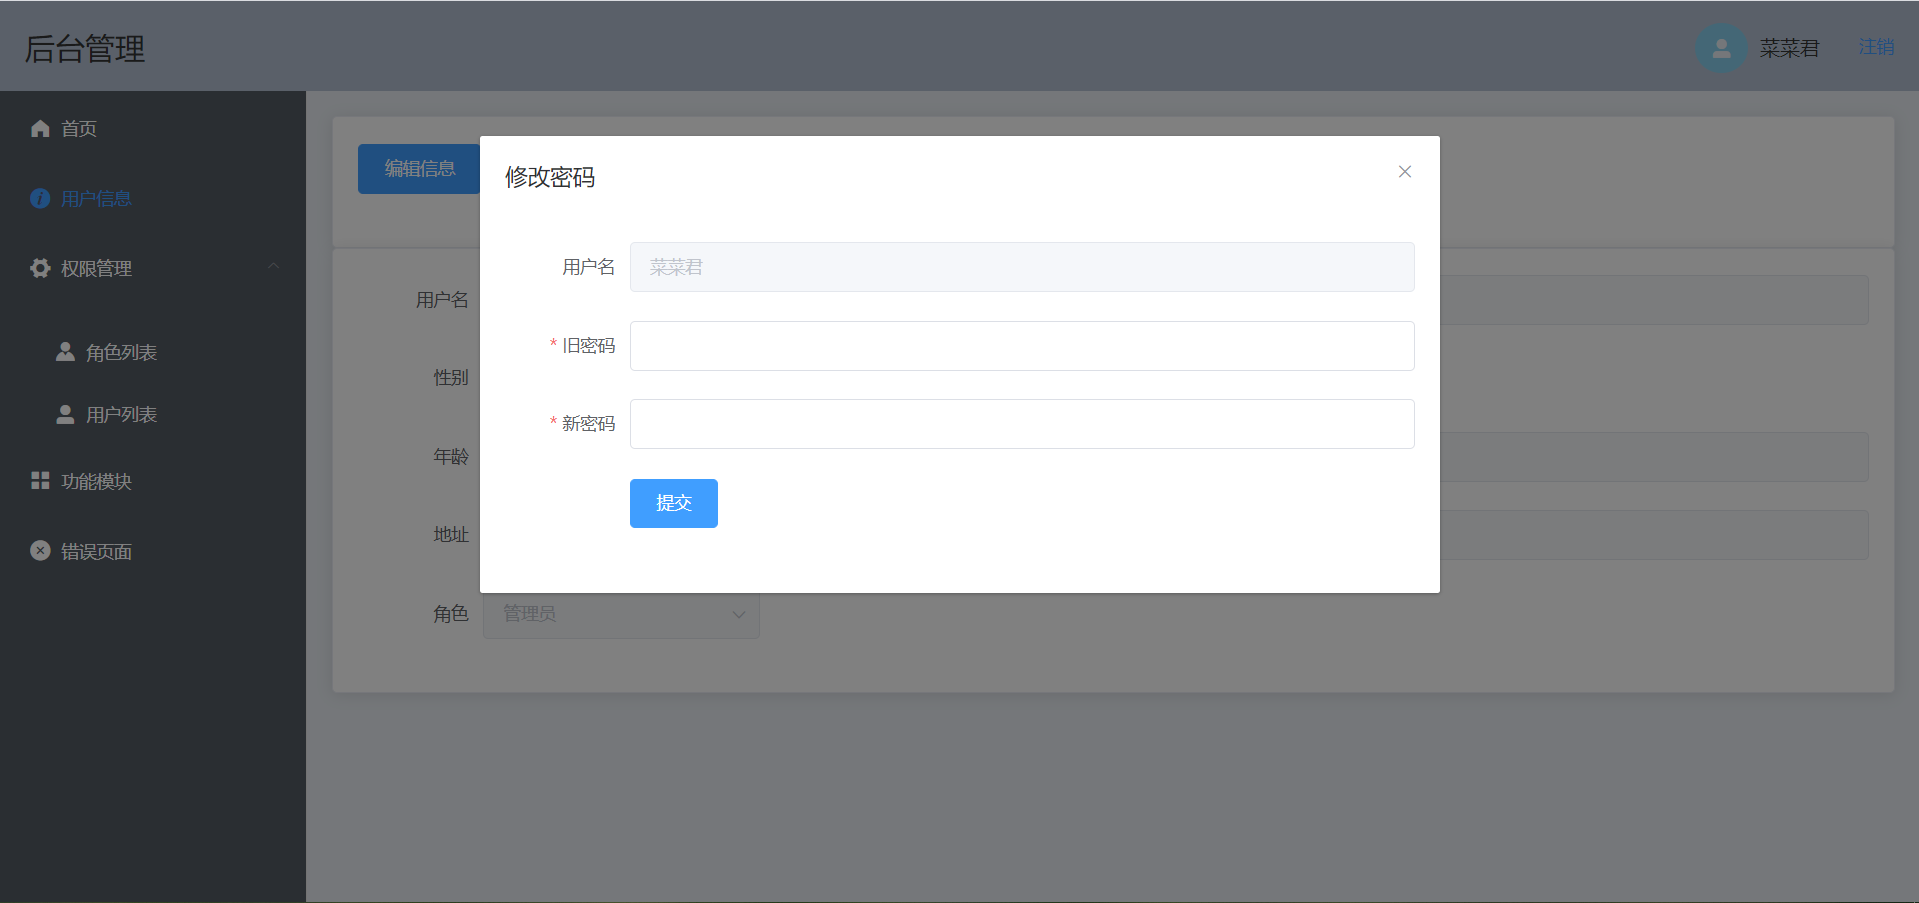 后台管理
菜菜君
注销
首页
用户信息
权限管理
角色列表
用户列表
功能模块
错误页面
编辑信息
用户名
性别
年龄
地址
角色
管理员
修改密码
用户名
菜菜君
* 旧密码
* 新密码
提交